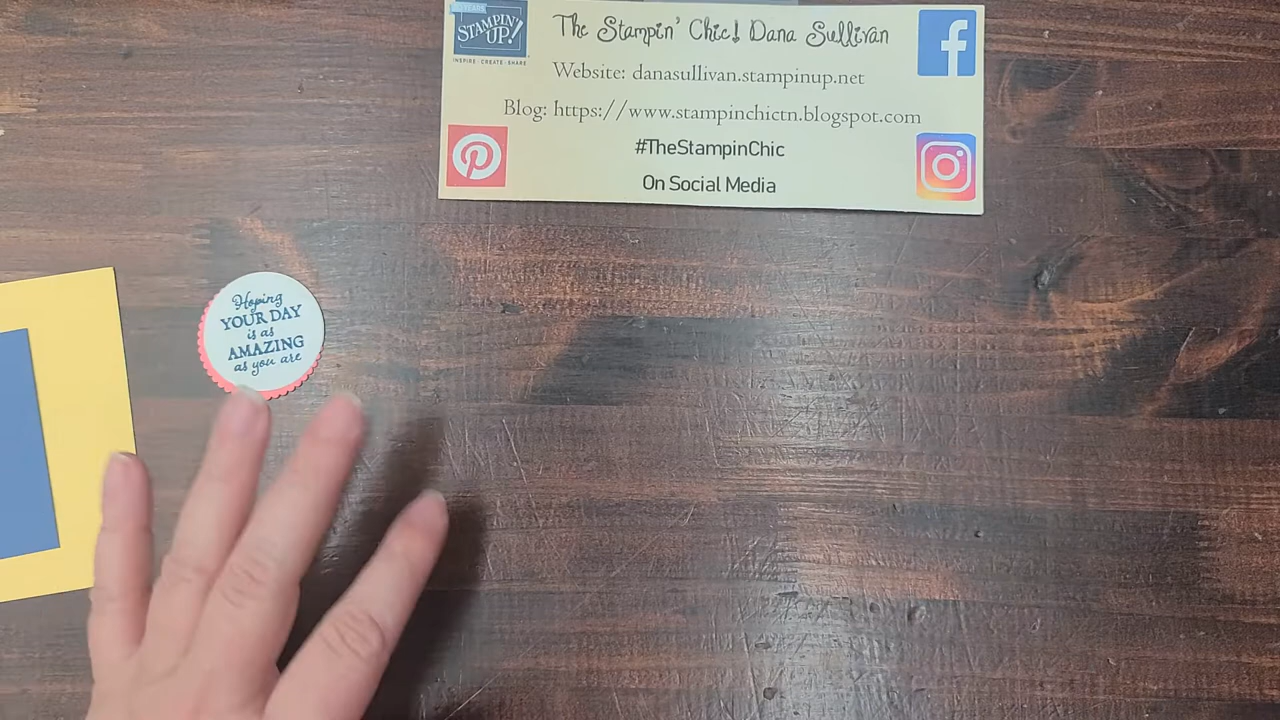 STAMPIN' UP!
INSPIRE · CREATE · SHARE
The Stampin' Chic! Dana Sullivan
Website: danasullivan.stampinup.net
Blog: https://www.stampinchictn.blogspot.com
#TheStampinChic
On Social Media
Hoping
YOUR DAY
is as
AMAZING
as you are